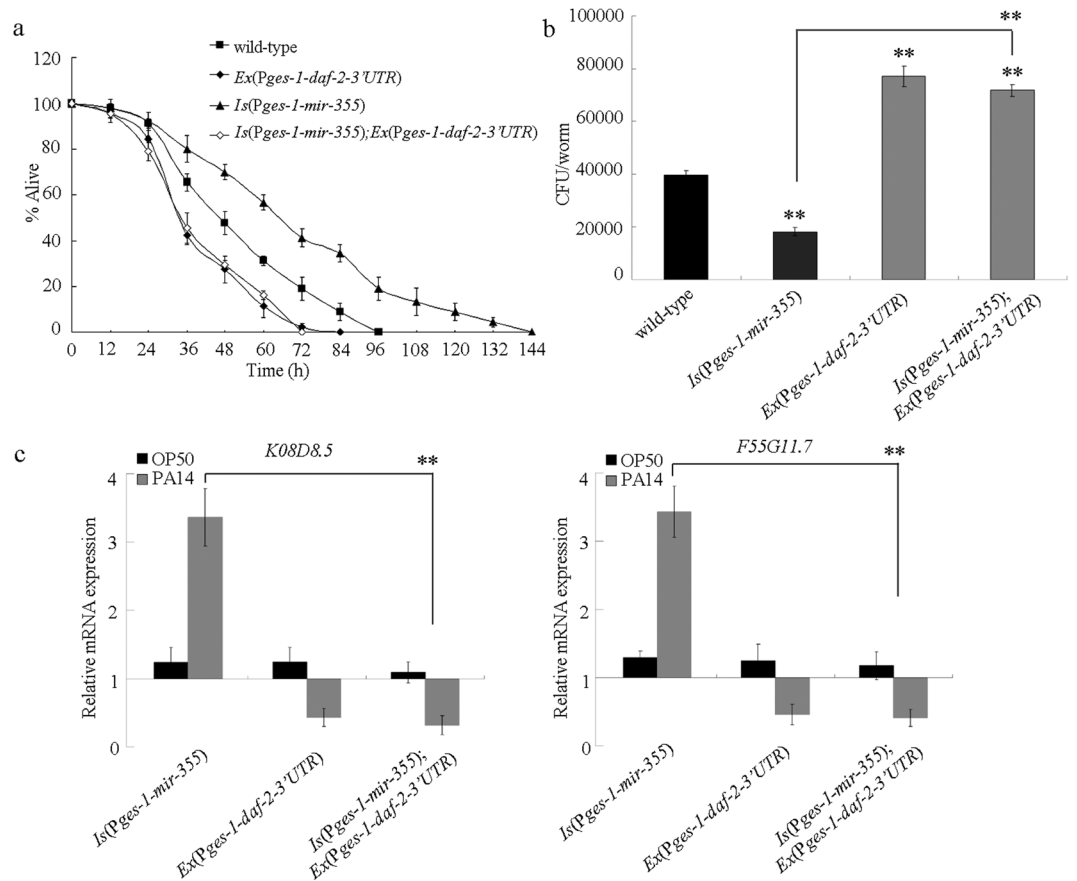 a
wild-type
Ex(Pges-1-daf-2-3'UTR)
Is(Pges-1-mir-355)
Is(Pges-1-mir-355);Ex(Pges-1-daf-2-3'UTR)
120
100
80
60
40
20
0
% Alive
0 12 24 36 48 60 72 84 96 108 120 132 144
Time (h)
b
100000
80000
60000
40000
20000
0
CFU/worm
**
**
**
**
wild-type
Is(Pges-1-mir-355)
Ex(Pges-1-daf-2-3'UTR)
Is(Pges-1-mir-355);
Ex(Pges-1-daf-2-3'UTR)
c
K08D8.5
OP50
PA14
**
4
3
2
1
0
Relative mRNA expression
Is(Pges-1-mir-355)
Ex(Pges-1-daf-2-3'UTR)
Is(Pges-1-mir-355);
Ex(Pges-1-daf-2-3'UTR)
F55G11.7
OP50
PA14
**
4
3
2
1
0
Relative mRNA expression
Is(Pges-1-mir-355)
Ex(Pges-1-daf-2-3'UTR)
Is(Pges-1-mir-355);
Ex(Pges-1-daf-2-3'UTR)